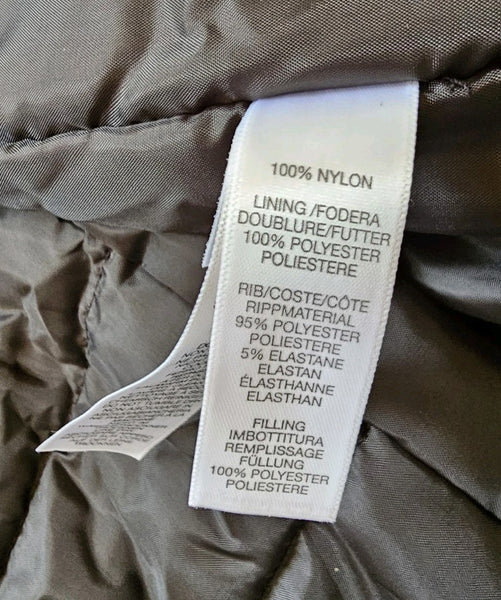 100% NYLON
LINING /FODERA
DOUBLURE/FUTTER
100% POLYESTER
POLIESTERE
RIB/COSTE/CÔTE
RIPPMATERIAL
95% POLYESTER
POLIESTERE
5% ELASTANE
ELASTAN
ÉLASTHANNE
ELASTHAN
FILLING
IMBOTTITURA
REMPLISSAGE
FÜLLUNG
100% POLYESTER
POLIESTERE